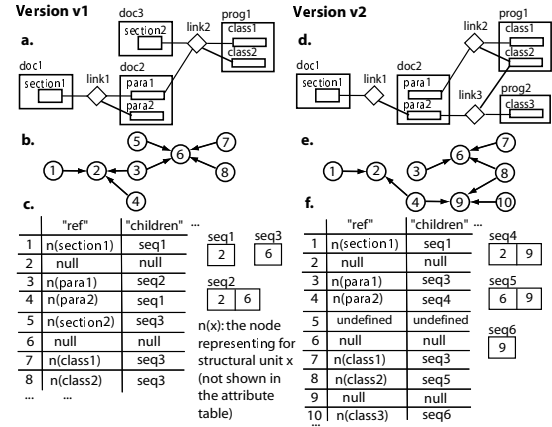 Version v1
a.
doc3
section2
link2
prog1
class1
class2
doc1
section1
link1
doc2
para1
para2
b.
1
2
3
4
5
6
7
8
c.
"ref" "children" ...
1 n(section1) seq1
2 null null
3 n(para1) seq2
4 n(para2) seq1
5 n(section2) seq3
6 null null
7 n(class1) seq3
8 n(class2) seq3
... ...
seq1 seq3
2 6
seq2
2 6
n(x): the node
representing for
structural unit x
(not shown in
the attribute
table)
Version v2
d.
prog1
class1
class2
link2
doc1
section1
link1
doc2
para1
para2
link3
prog2
class3
e.
1
2
3
4
6
7
8
9
10
f.
"ref" "children" ...
1 n(section1) seq1
2 null null
3 n(para1) seq3
4 n(para2) seq4
5 undefined undefined
6 null null
7 n(class1) seq3
8 n(class2) seq5
9 null null
10 n(class3) seq6
...
seq4
2 9
seq5
6 9
seq6
9